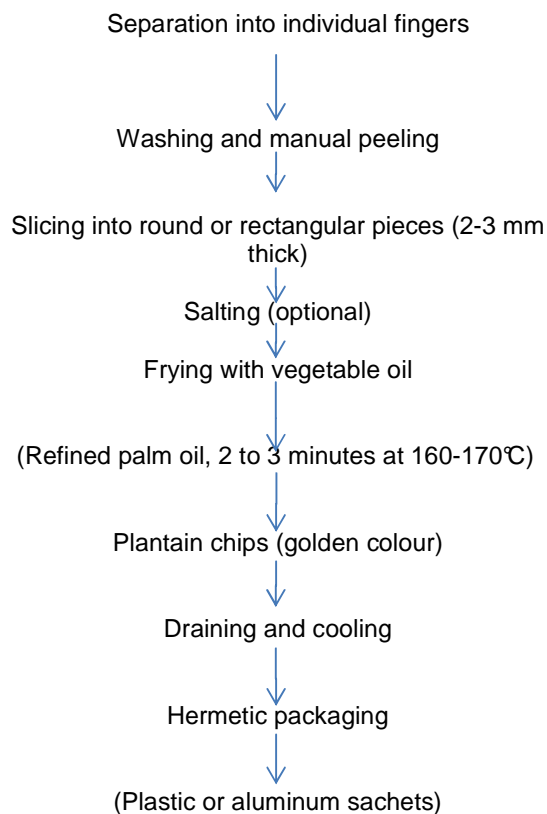 Separation into individual fingers
Washing and manual peeling
Slicing into round or rectangular pieces (2-3 mm
thick)
Salting (optional)
Frying with vegetable oil
(Refined palm oil, 2 to 3 minutes at 160-170℃)
Plantain chips (golden colour)
Draining and cooling
Hermetic packaging
(Plastic or aluminum sachets)